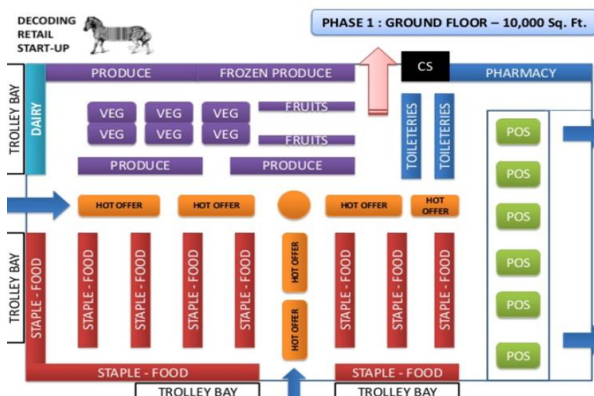 DECODING
RETAIL
START-UP
PHASE 1 : GROUND FLOOR – 10,000 Sq. Ft.
TROLLEY BAY
DAIRY
PRODUCE
FROZEN PRODUCE
CS
PHARMACY
VEG
VEG
VEG
FRUITS
VEG
VEG
VEG
FRUITS
TOILETERIES
TOILETERIES
PRODUCE
PRODUCE
HOT OFFER
HOT OFFER
HOT OFFER
HOT
OFFER
TROLLEY BAY
STAPLE - FOOD
STAPLE - FOOD
STAPLE - FOOD
STAPLE - FOOD
STAPLE - FOOD
HOT OFFER
HOT OFFER
STAPLE - FOOD
STAPLE - FOOD
STAPLE - FOOD
POS
POS
POS
POS
POS
POS
STAPLE - FOOD
STAPLE - FOOD
TROLLEY BAY
TROLLEY BAY